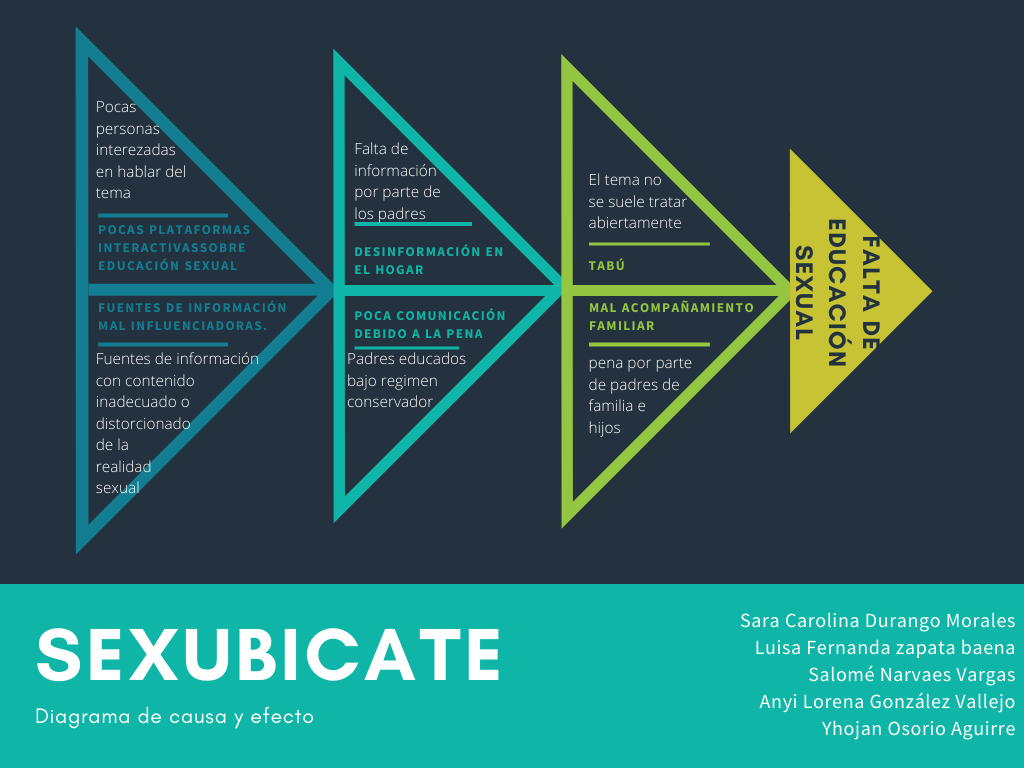 Pocas
personas
interezadas
en hablar del
tema
POCAS PLATAFORMAS
INTERACTIVASSOBRE
EDUCACIÓN SEXUAL
FUENTES DE INFORMACIÓN
MAL INFLUENCIADORAS.
Fuentes de información
con contenido
inadecuado o
distorcionado
de la
realidad
sexual
Falta de
información
por parte de
los padres
DESINFORMACIÓN EN
EL HOGAR
POCA COMUNICACIÓN
DEBIDO A LA PENA
Padres educados
bajo regimen
conservador
El tema no
se suele tratar
abiertamente
TABÚ
MAL ACOMPAÑAMIENTO
FAMILIAR
pena por parte
de padres de
familia e
hijos
FALTA DE
EDUCACIÓN
SEXUAL
SEXUBICATE
Diagrama de causa y efecto
Sara Carolina Durango Morales
Luisa Fernanda zapata baena
Salomé Narvaes Vargas
Anyi Lorena González Vallejo
Yhojan Osorio Aguirre